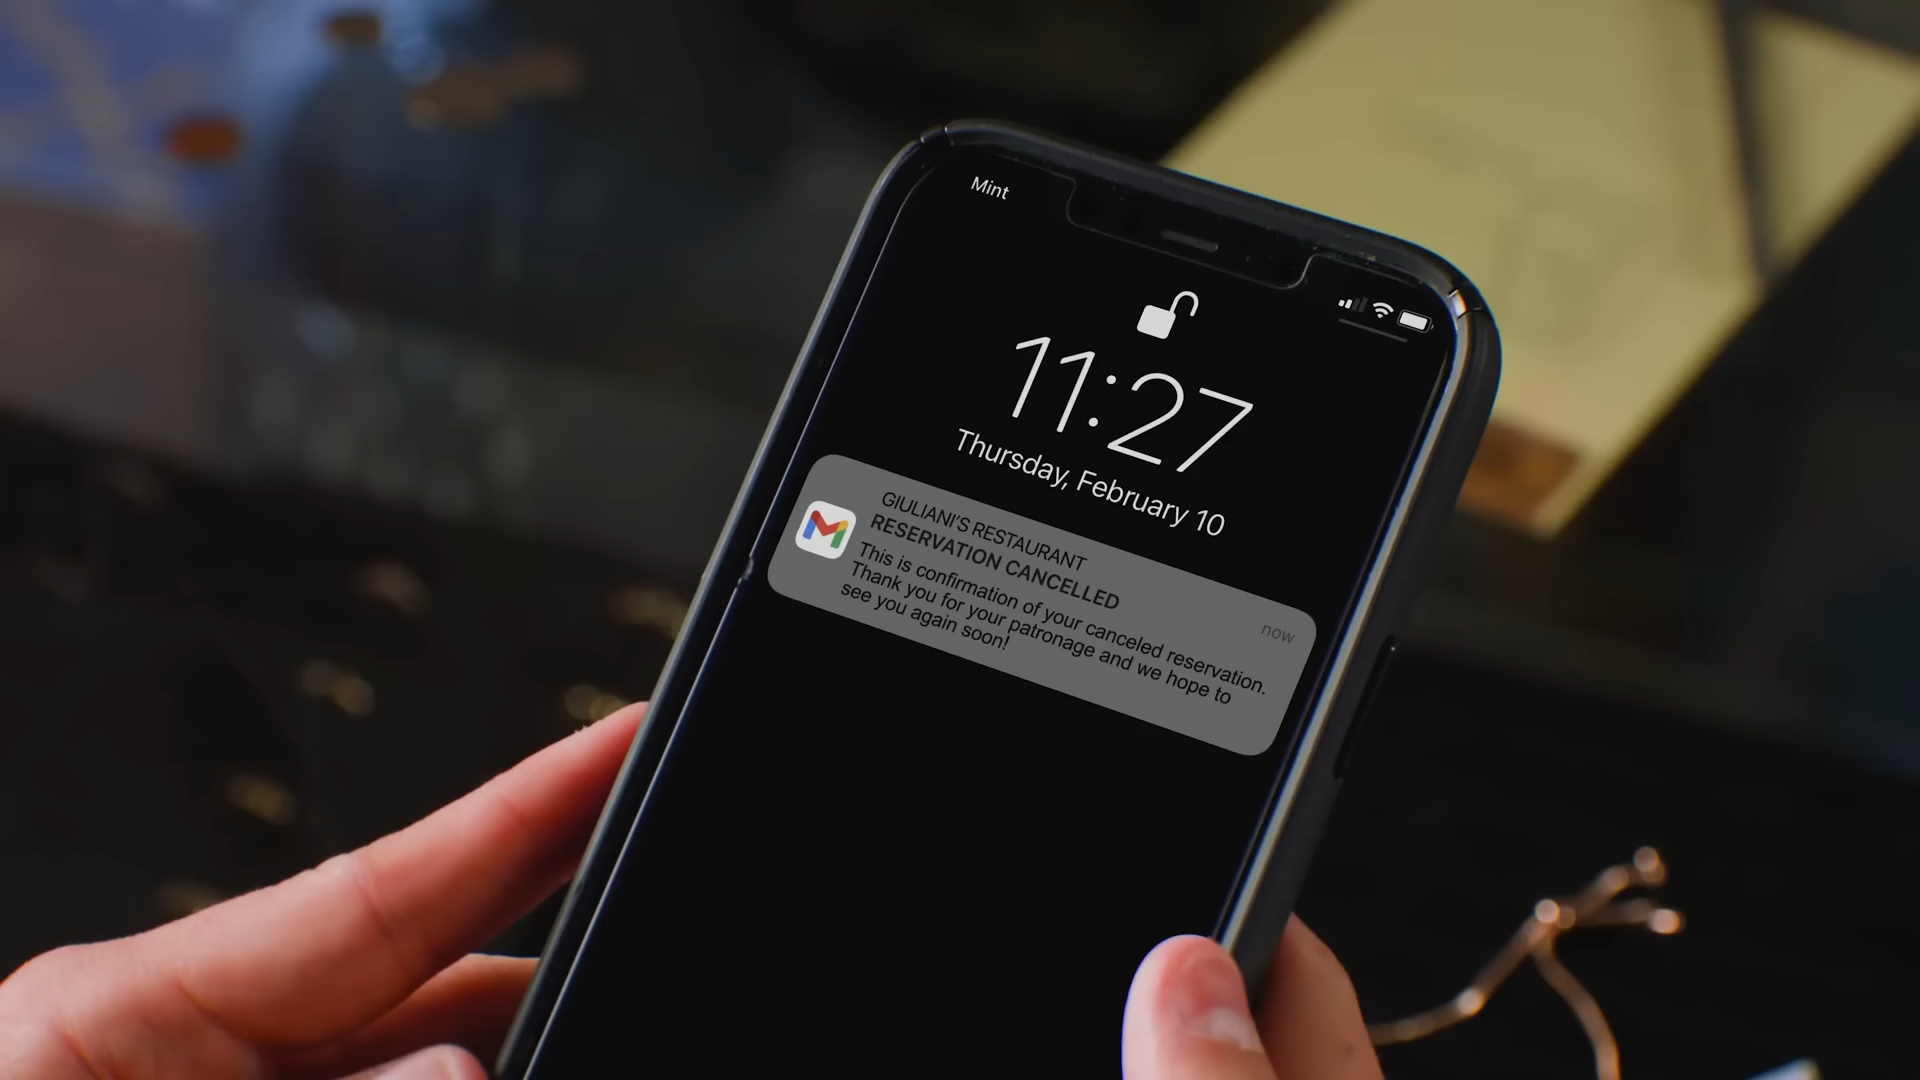 Mint
11:27
Thursday, February 10
GIULIANI'S RESTAURANT
RESERVATION CANCELLED
now
This is confirmation of your canceled reservation.
Thank you for your patronage and we hope to
see you again soon!